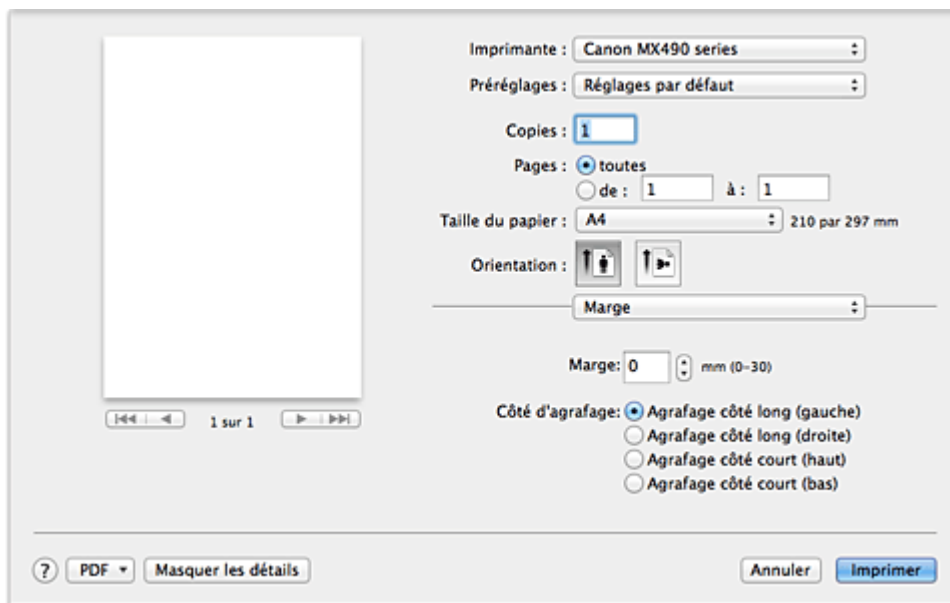 Imprimante : Canon MX490 series
Préréglages : Réglages par défaut
Copies : 1
Pages : toutes
de : 1 à : 1
Taille du papier : A4 210 par 297 mm
Orientation :
Marge
Marge: 0 mm (0-30)
1 sur 1
Côté d'agrafage: Agrafage côté long (gauche)
Agrafage côté long (droite)
Agrafage côté court (haut)
Agrafage côté court (bas)
? PDF Masquer les détails Annuler Imprimer